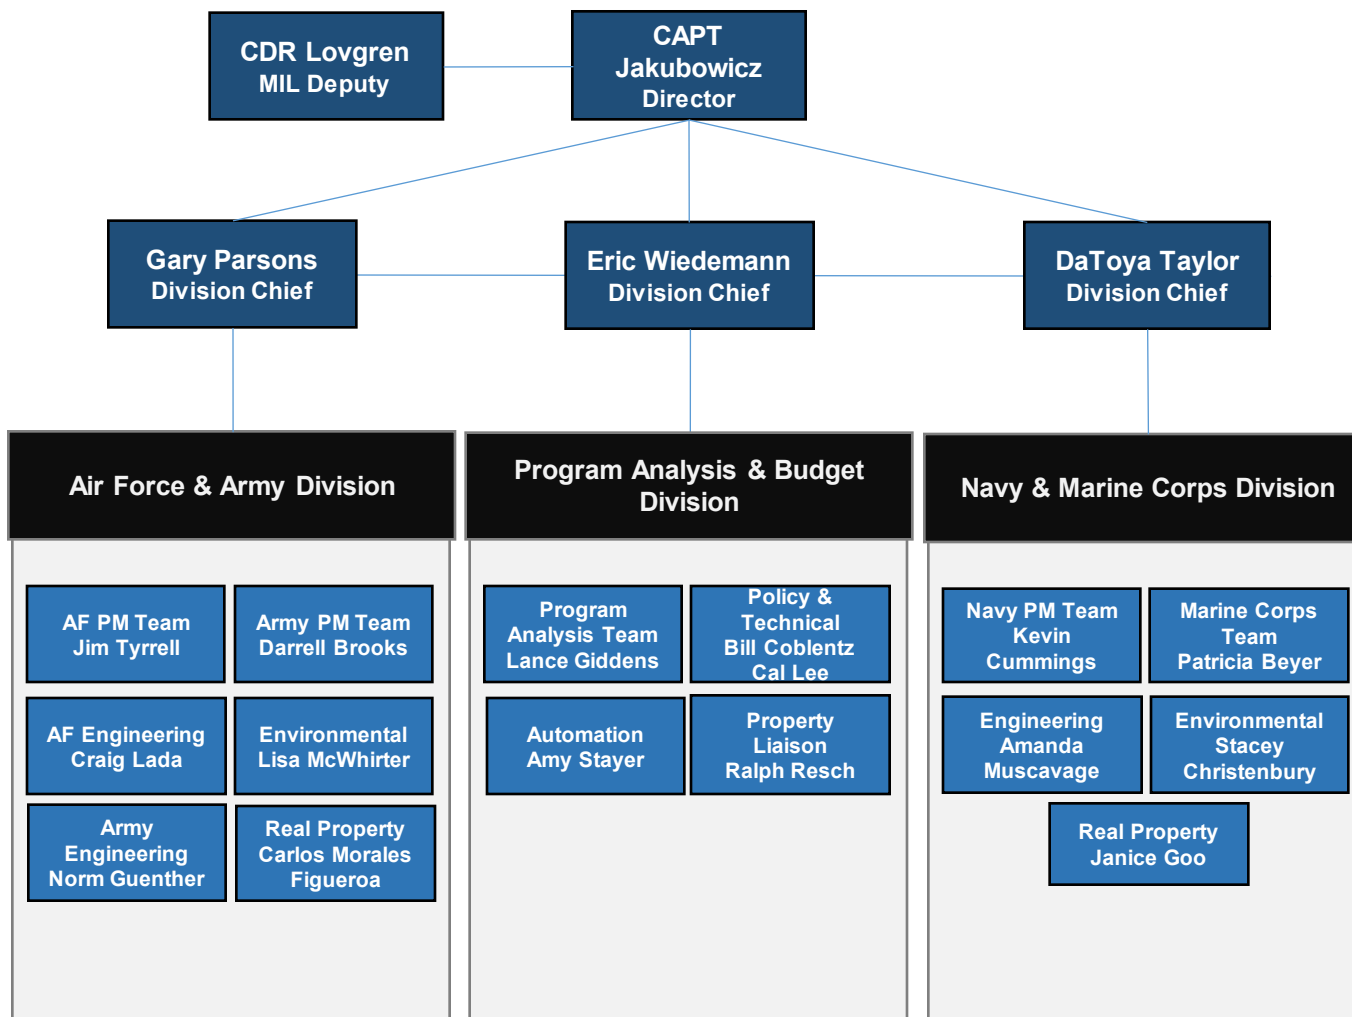 CDR Lovgren
MIL Deputy
CAPT
Jakubowicz
Director
Gary Parsons
Division Chief
Eric Wiedemann
Division Chief
DaToya Taylor
Division Chief
Air Force & Army Division
Program Analysis & Budget
Division
Navy & Marine Corps Division
AF PM Team
Jim Tyrrell
Army PM Team
Darrell Brooks
AF Engineering
Craig Lada
Environmental
Lisa McWhirter
Army
Engineering
Norm Guenther
Real Property
Carlos Morales
Figueroa
Program
Analysis Team
Lance Giddens
Policy &
Technical
Bill Coblentz
Cal Lee
Automation
Amy Stayer
Property
Liaison
Ralph Resch
Navy PM Team
Kevin
Cummings
Marine Corps
Team
Patricia Beyer
Engineering
Amanda
Muscavage
Environmental
Stacey
Christenbury
Real Property
Janice Goo